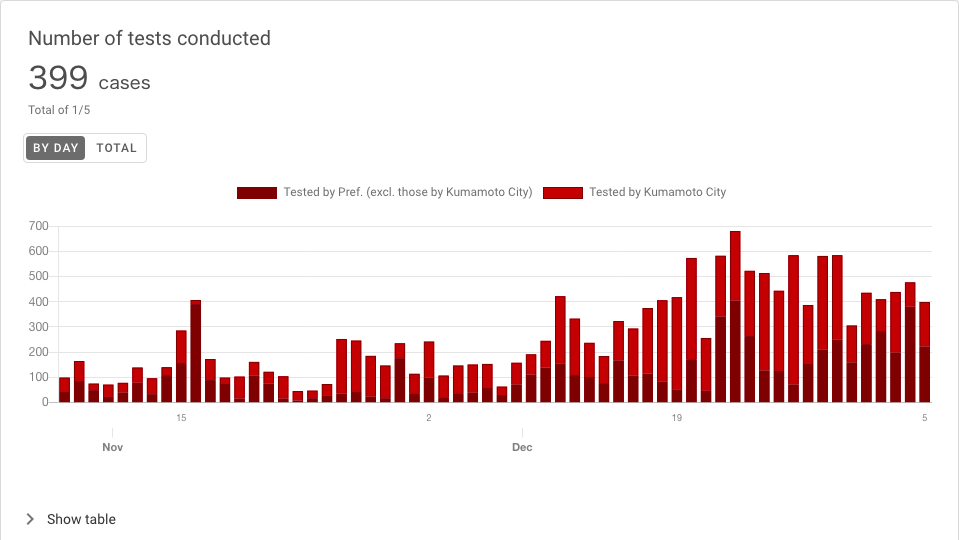 Number of tests conducted
399 cases
Total of 1/5
BY DAY TOTAL
Tested by Pref. (excl. those by Kumamoto City) Tested by Kumamoto City
700
600
500
400
300
200
100
0
15 2 19 5
Nov Dec
Show table